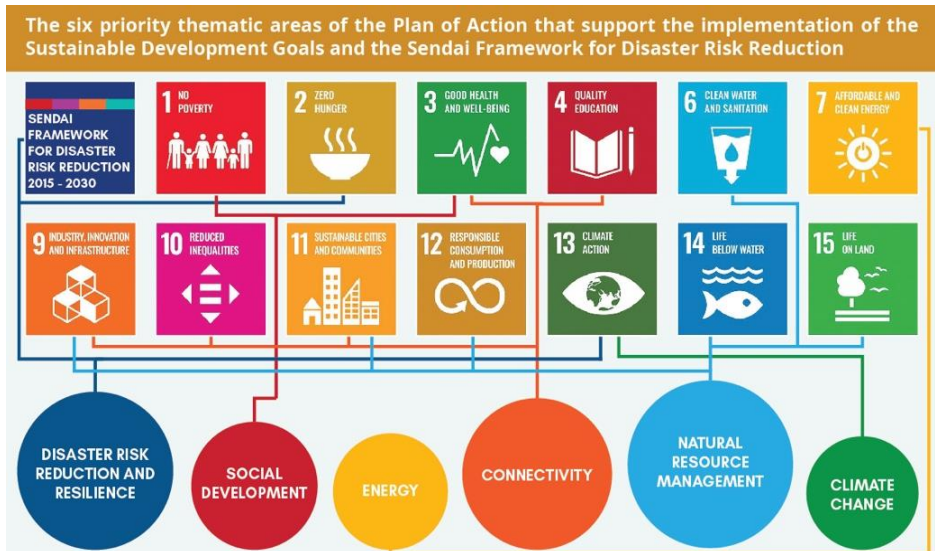 The six priority thematic areas of the Plan of Action that support the implementation of the
Sustainable Development Goals and the Sendai Framework for Disaster Risk Reduction
SENDAI
FRAMEWORK
FOR DISASTER
RISK REDUCTION
2015 - 2030
1 NO
POVERTY
2 ZERO
HUNGER
3 GOOD HEALTH
AND WELL-BEING
4 QUALITY
EDUCATION
6 CLEAN WATER
AND SANITATION
7 AFFORDABLE AND
CLEAN ENERGY
9 INDUSTRY, INNOVATION
AND INFRASTRUCTURE
10 REDUCED
INEQUALITIES
11 SUSTAINABLE CITIES
AND COMMUNITIES
12 RESPONSIBLE
CONSUMPTION
AND PRODUCTION
13 CLIMATE
ACTION
14 LIFE
BELOW WATER
15 LIFE
ON LAND
DISASTER RISK
REDUCTION AND
RESILIENCE
SOCIAL
DEVELOPMENT
ENERGY
CONNECTIVITY
NATURAL
RESOURCE
MANAGEMENT
CLIMATE
CHANGE